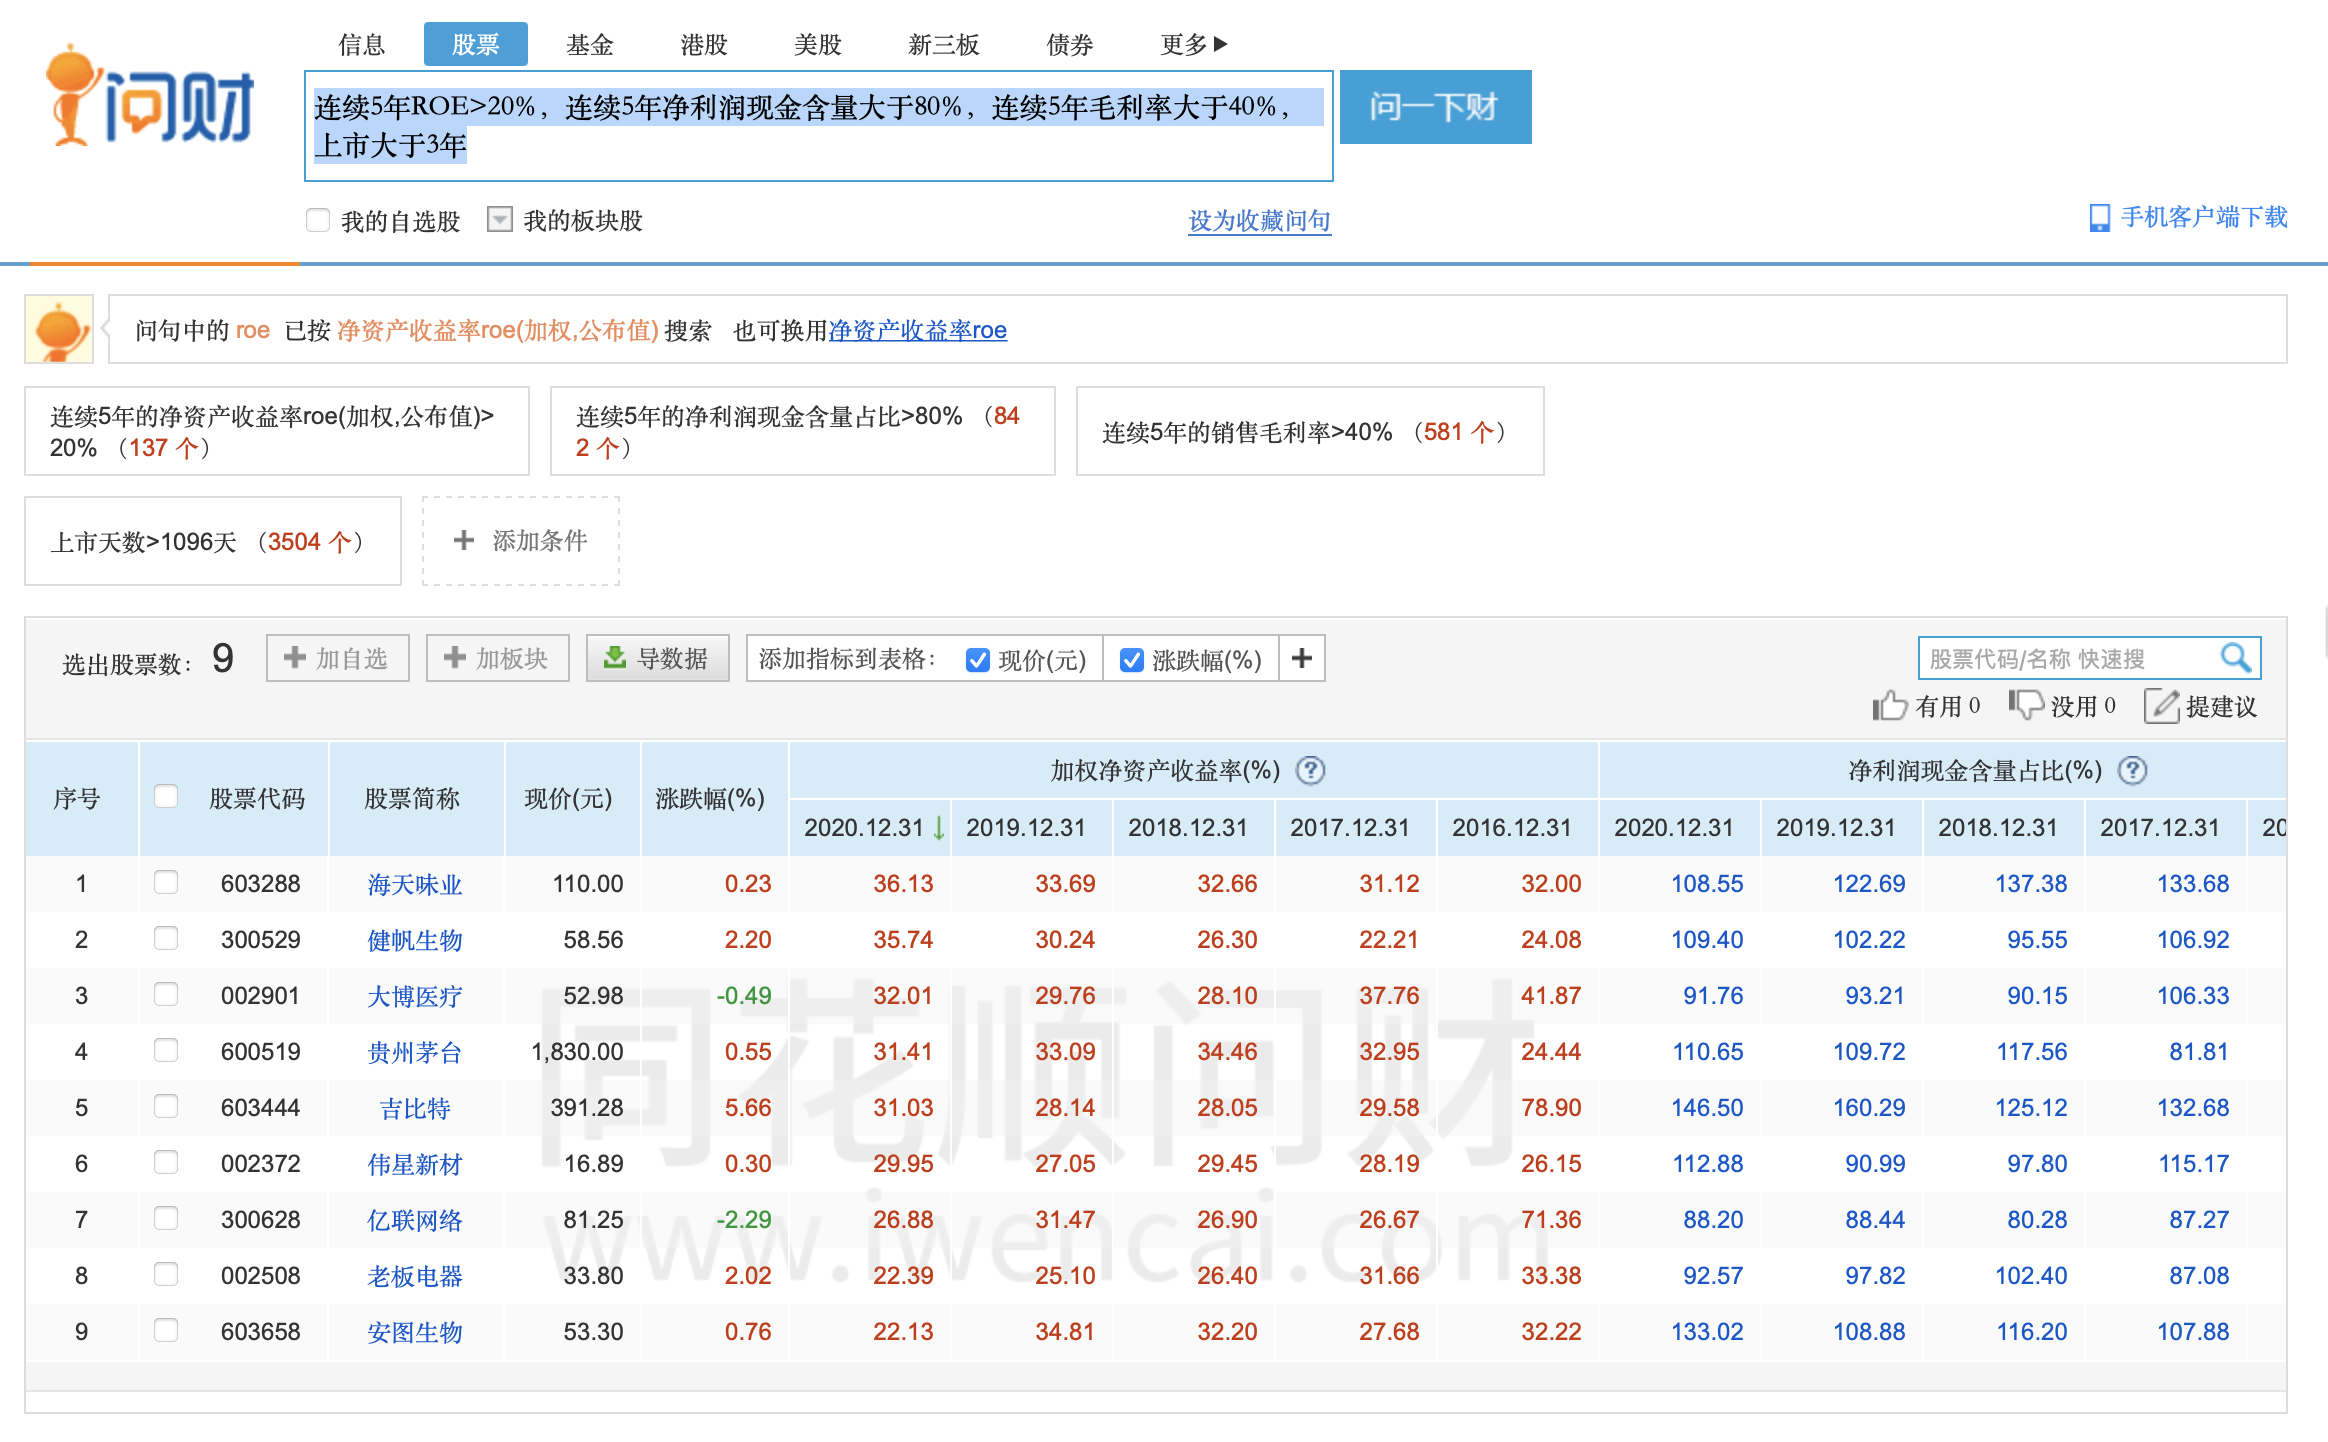 信息 股票 基金 港股 美股 新三板 债券 更多
问财
连续5年ROE>20%，连续5年净利润现金含量大于80%，连续5年毛利率大于40%，
上市大于3年
问一下财
我的自选股 我的板块股 设为收藏问句 手机客户端下载
问句中的 roe 已按 净资产收益率roe(加权,公布值) 搜索 也可换用净资产收益率roe
连续5年的净资产收益率roe(加权,公布值)>
20% （137 个）
连续5年的净利润现金含量占比>80% （84
2 个）
连续5年的销售毛利率>40% （581 个）
上市天数>1096天 （3504 个） + 添加条件
选出股票数： 9 加自选 加板块 导数据 添加指标到表格： 现价(元) 涨跌幅(%) + 股票代码/名称 快速搜
有用 0 没用 0 提建议
序号 股票代码 股票简称 现价(元) 涨跌幅(%) 加权净资产收益率(%) 净利润现金含量占比(%)
2020.12.31 2019.12.31 2018.12.31 2017.12.31 2016.12.31 2020.12.31 2019.12.31 2018.12.31 2017.12.31 20
1 603288 海天味业 110.00 0.23 36.13 33.69 32.66 31.12 32.00 108.55 122.69 137.38 133.68
2 300529 健帆生物 58.56 2.20 35.74 30.24 26.30 22.21 24.08 109.40 102.22 95.55 106.92
3 002901 大博医疗 52.98 -0.49 32.01 29.76 28.10 37.76 41.87 91.76 93.21 90.15 106.33
4 600519 贵州茅台 1,830.00 0.55 31.41 33.09 34.46 32.95 24.44 110.65 109.72 117.56 81.81
5 603444 吉比特 391.28 5.66 31.03 28.14 28.05 29.58 78.90 146.50 160.29 125.12 132.68
6 002372 伟星新材 16.89 0.30 29.95 27.05 29.45 28.19 26.15 112.88 90.99 97.80 115.17
7 300628 亿联网络 81.25 -2.29 26.88 31.47 26.90 26.67 71.36 88.20 88.44 80.28 87.27
8 002508 老板电器 33.80 2.02 22.39 25.10 26.40 31.66 33.38 92.57 97.82 102.40 87.08
9 603658 安图生物 53.30 0.76 22.13 34.81 32.20 27.68 32.22 133.02 108.88 116.20 107.88
同花顺问财
www.iwencai.com